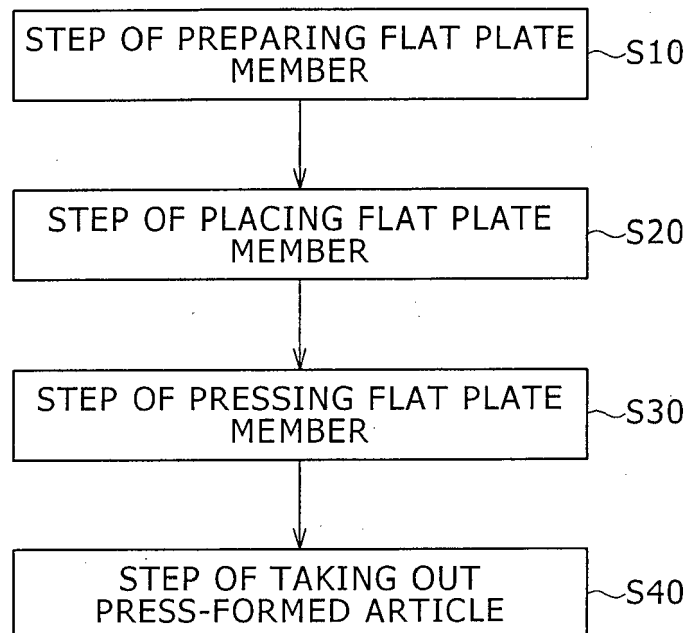 STEP OF PREPARING FLAT PLATE
MEMBER
S10
STEP OF PLACING FLAT PLATE
MEMBER
S20
STEP OF PRESSING FLAT PLATE
MEMBER
S30
STEP OF TAKING OUT
PRESS-FORMED ARTICLE
S40